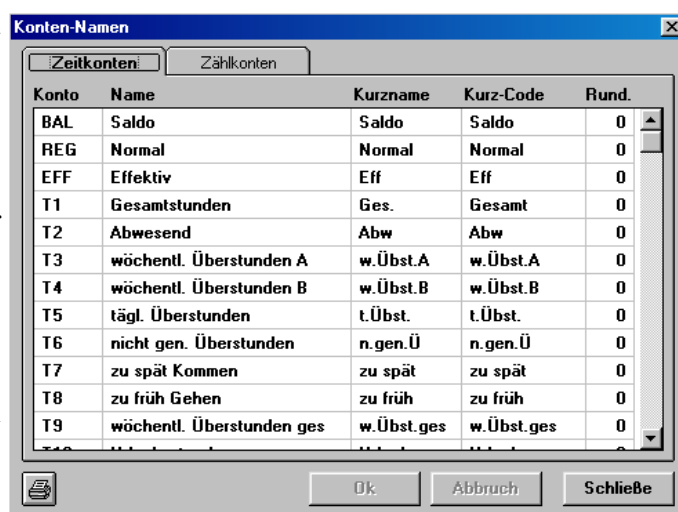 Konten-Namen
Zeitkonten Zählkonten
Konto Name Kurzname Kurz-Code Rund.
BAL Saldo Saldo Saldo 0
REG Normal Normal Normal 0
EFF Effektiv Eff Eff 0
T1 Gesamtstunden Ges. Gesamt 0
T2 Abwesend Abw Abw 0
T3 wöchentl. Überstunden A w.Übst.A w.Übst.A 0
T4 wöchentl. Überstunden B w.Übst.B w.Übst.B 0
T5 tägl. Überstunden t.Übst. t.Übst. 0
T6 nicht gen. Überstunden n.gen.Ü n.gen.Ü 0
T7 zu spät Kommen zu spät zu spät 0
T8 zu früh Gehen zu früh zu früh 0
T9 wöchentl. Überstunden ges w.Übst.ges w.Übst.ges 0
Ok Abbruch Schließe